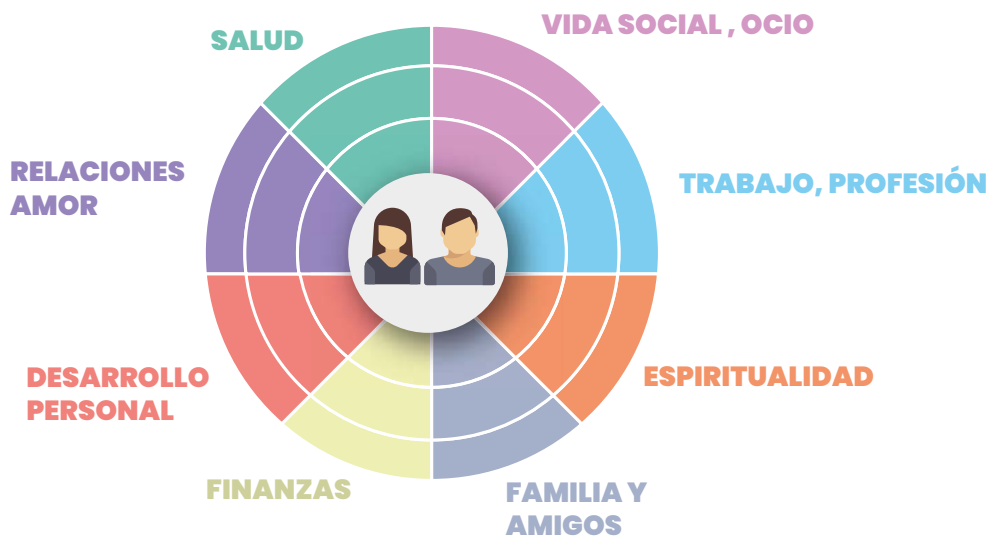 SALUD
VIDA SOCIAL , OCIO
RELACIONES
AMOR
TRABAJO, PROFESIÓN
DESARROLLO
PERSONAL
ESPIRITUALIDAD
FINANZAS
FAMILIA Y
AMIGOS